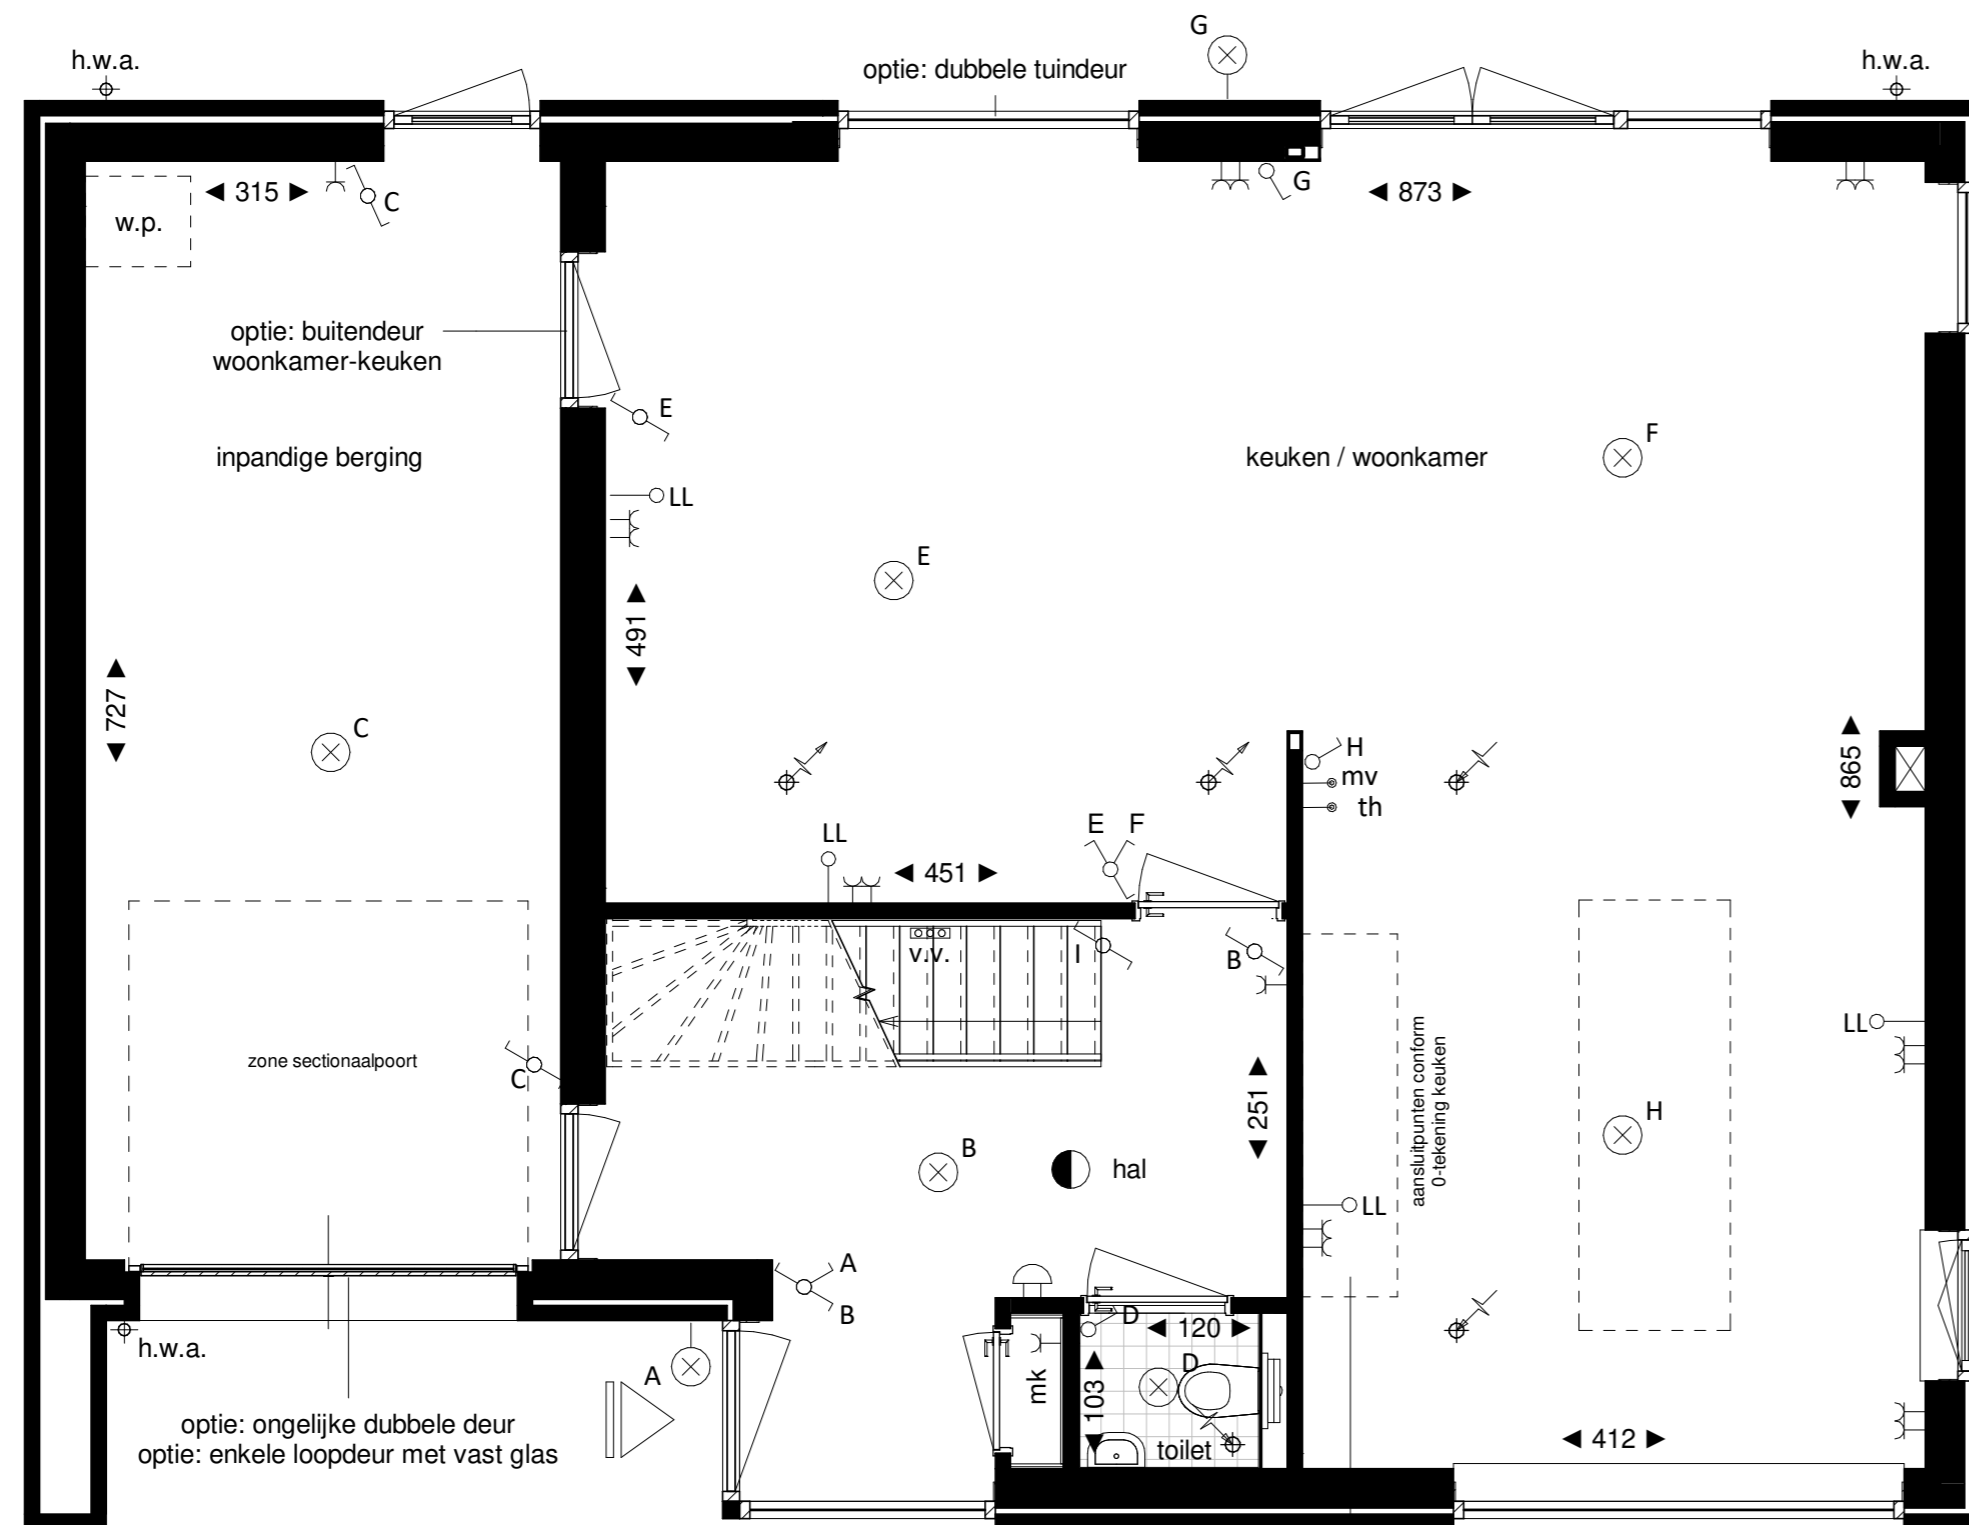 G
h.w.a.
optie: dubbele tuindeur
h.w.a.
315
C
G
873
w.p.
optie: buitendeur
woonkamer-keuken
E
inpandige berging
keuken / woonkamer
F
LL
E
491
727
C
H
mv
th
865
LL
E F
451
v.v.
I
B
LL
zone sectionaalpoort
C
aansluitpunten conform
0-tekening keuken
251
H
B
hal
LL
A
B
h.w.a.
D
120
A
D
mk
103
toilet
optie: ongelijke dubbele deur
optie: enkele loopdeur met vast glas
412